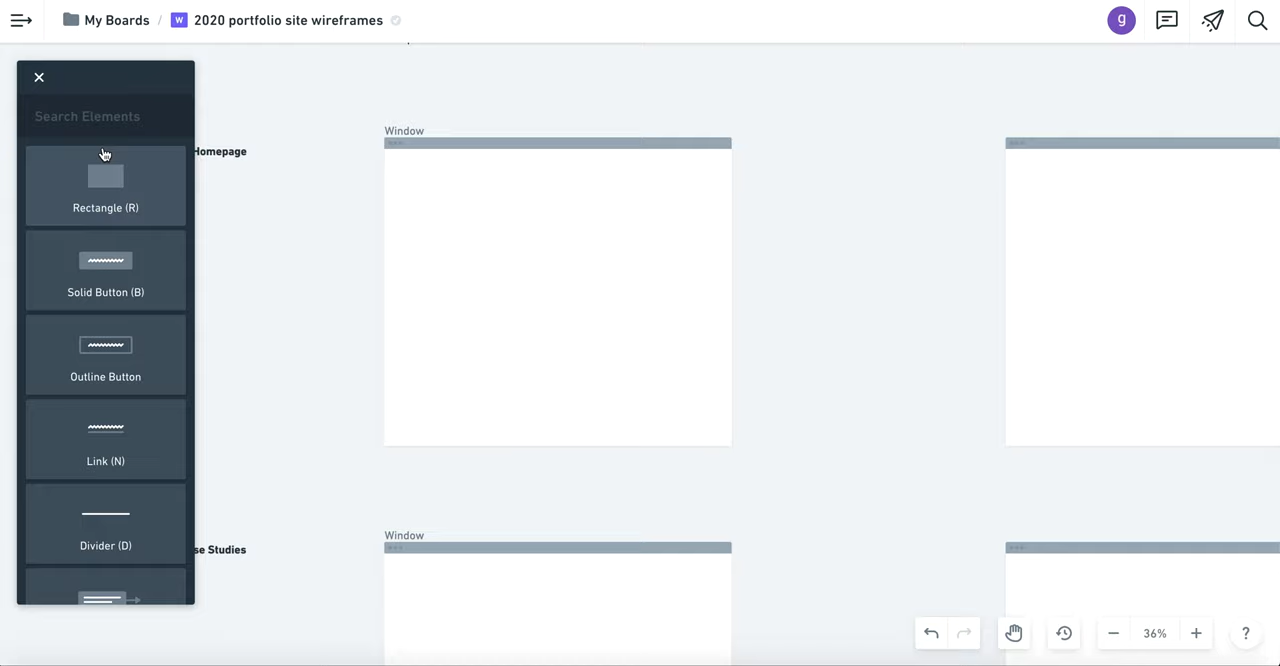 My Boards / W 2020 portfolio site wireframes
g
Search Elements
Rectangle (R)
Solid Button (B)
Outline Button
Link (N)
Divider (D)
Homepage
Window
se Studies
Window
36%
?